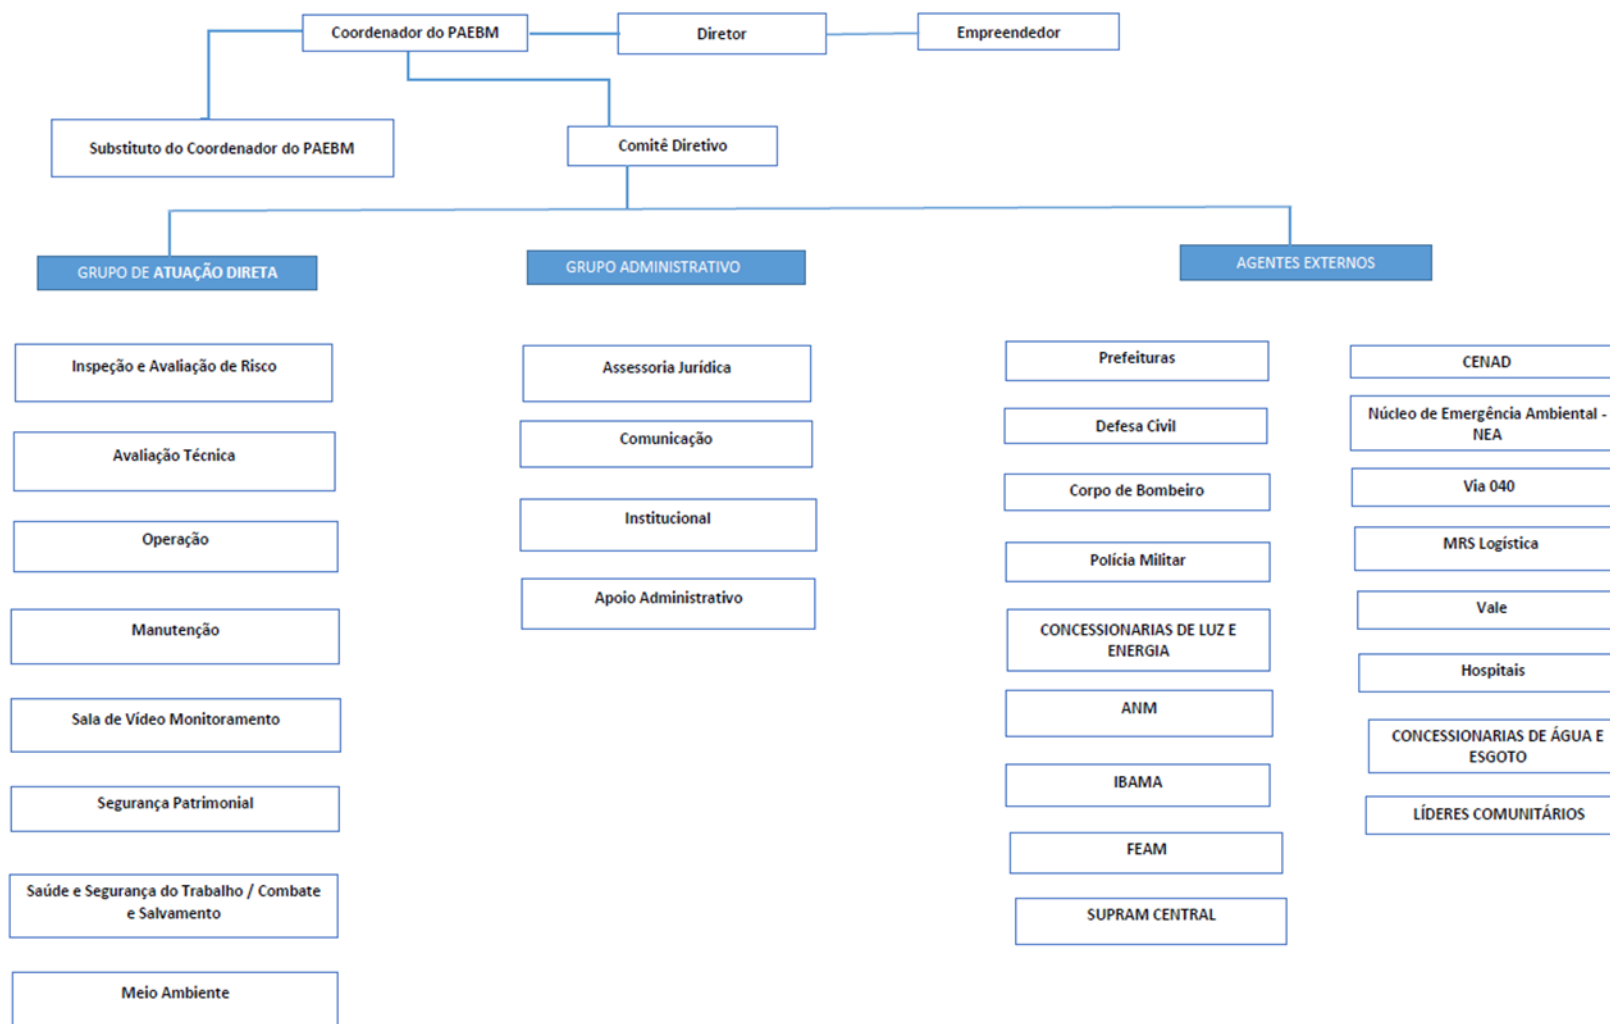 Coordenador do PAEBM
Diretor
Empreendedor
Substituto do Coordenador do PAEBM
Comitê Diretivo
GRUPO DE ATUAÇÃO DIRETA
GRUPO ADMINISTRATIVO
AGENTES EXTERNOS
Inspeção e Avaliação de Risco
Avaliação Técnica
Operação
Manutenção
Sala de Vídeo Monitoramento
Segurança Patrimonial
Saúde e Segurança do Trabalho / Combate
e Salvamento
Meio Ambiente
Assessoria Jurídica
Comunicação
Institucional
Apoio Administrativo
Prefeituras
Defesa Civil
Corpo de Bombeiro
Polícia Militar
CONCESSIONARIAS DE LUZ E
ENERGIA
ANM
IBAMA
FEAM
SUPRAM CENTRAL
CENAD
Núcleo de Emergência Ambiental -
NEA
Via 040
MRS Logística
Vale
Hospitais
CONCESSIONARIAS DE ÁGUA E
ESGOTO
LÍDERES COMUNITÁRIOS